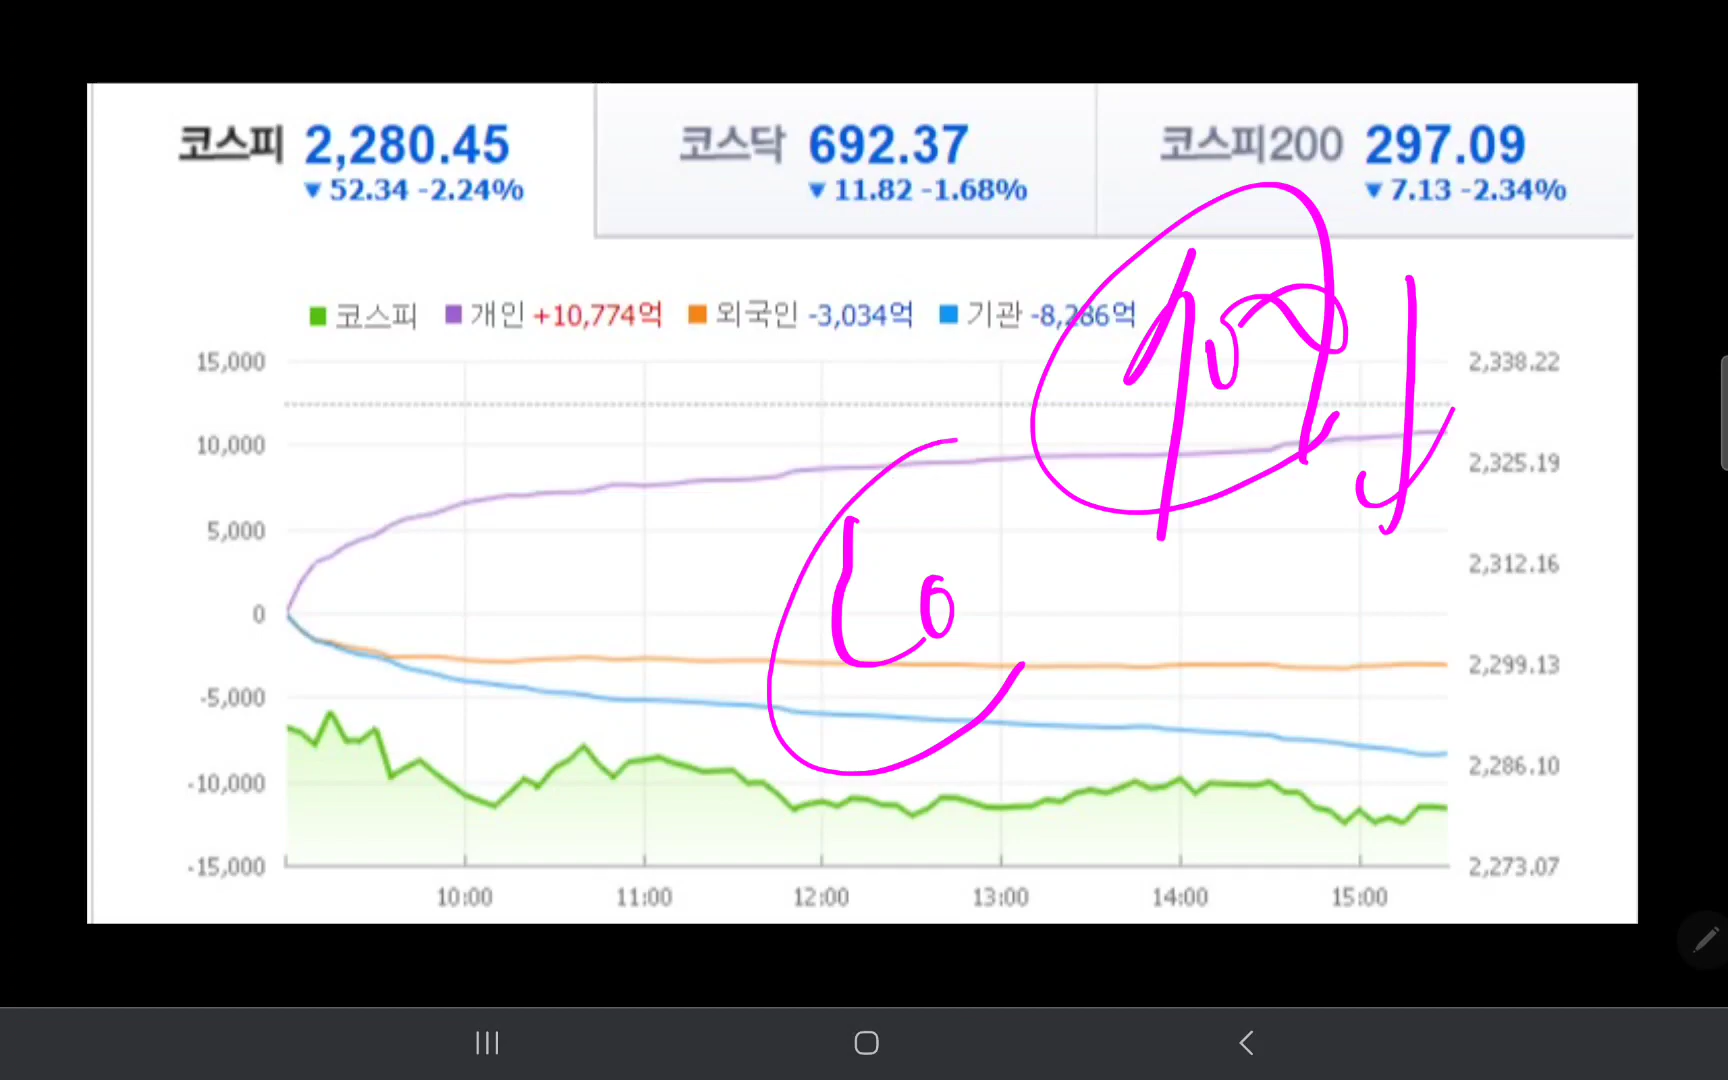 코스피 2,280.45
▼ 52.34 -2.24%
코스닥 692.37
▼ 11.82 -1.68%
코스피200 297.09
▼ 7.13 -2.34%
코스피 개인 +10,774억 외국인 -3,034억 기관 -8,286억
15,000
10,000
5,000
0
-5,000
-10,000
-15,000
2,338.22
2,325.19
2,312.16
2,299.13
2,286.10
2,273.07
10:00 11:00 12:00 13:00 14:00 15:00